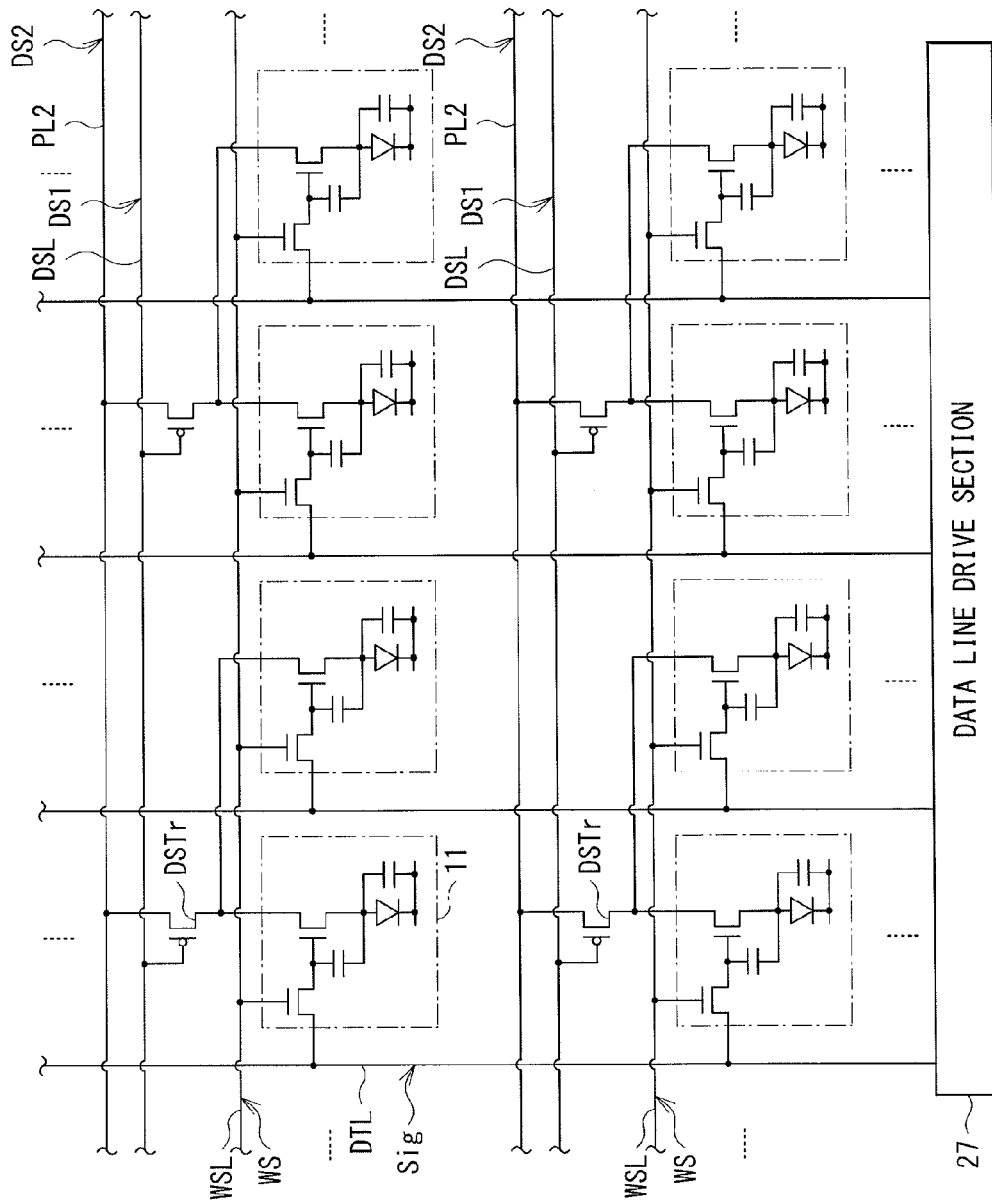 DS2
PL2
DS1
DSL
DSTr
11
WSL
WS
DTL
Sig
DS2
PL2
DS1
DSL
DSTr
WSL
WS
DATA LINE DRIVE SECTION
27